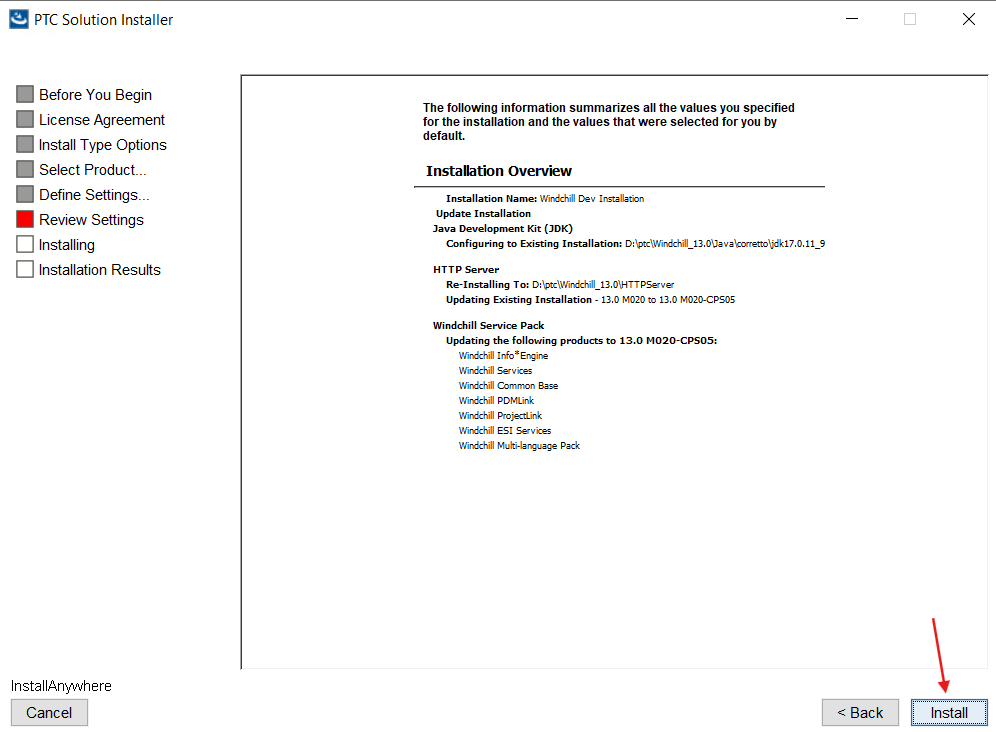 PTC Solution Installer
Before You Begin
License Agreement
Install Type Options
Select Product...
Define Settings...
Review Settings
Installing
Installation Results
The following information summarizes all the values you specified
for the installation and the values that were selected for you by
default.
Installation Overview
Installation Name: Windchill Dev Installation
Update Installation
Java Development Kit (JDK)
Configuring to Existing Installation: D:\ptc\Windchill_13.0\Java\corretto\jdk17.0.11_9
HTTP Server
Re-Installing To: D:\ptc\Windchill_13.0\HTTPServer
Updating Existing Installation - 13.0 M020 to 13.0 M020-CPS05
Windchill Service Pack
Updating the following products to 13.0 M020-CPS05:
Windchill Info*Engine
Windchill Services
Windchill Common Base
Windchill PDMLink
Windchill ProjectLink
Windchill ESI Services
Windchill Multi-language Pack
InstallAnywhere
Cancel
< Back
Install